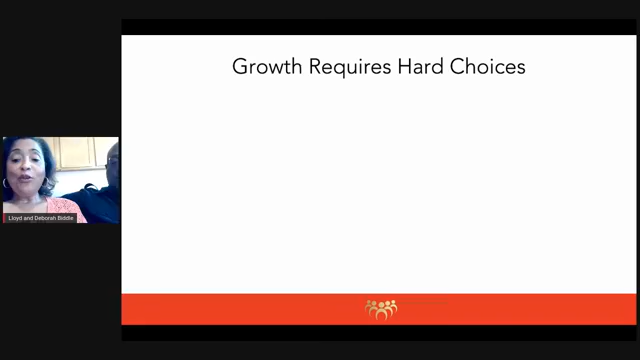 Growth Requires Hard Choices
Lloyd and Deborah Biddle